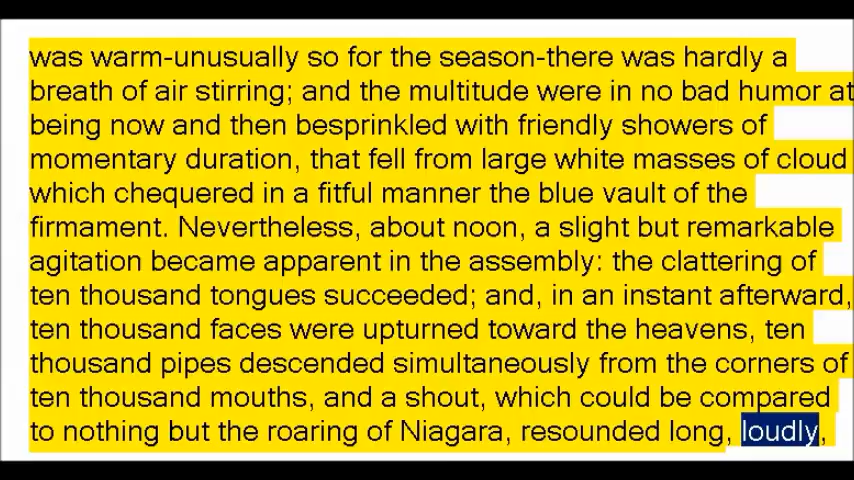 was warm-unusually so for the season-there was hardly a
breath of air stirring; and the multitude were in no bad humor at
being now and then besprinkled with friendly showers of
momentary duration, that fell from large white masses of cloud
which chequered in a fitful manner the blue vault of the
firmament. Nevertheless, about noon, a slight but remarkable
agitation became apparent in the assembly: the clattering of
ten thousand tongues succeeded; and, in an instant afterward,
ten thousand faces were upturned toward the heavens, ten
thousand pipes descended simultaneously from the corners of
ten thousand mouths, and a shout, which could be compared
to nothing but the roaring of Niagara, resounded long, loudly,